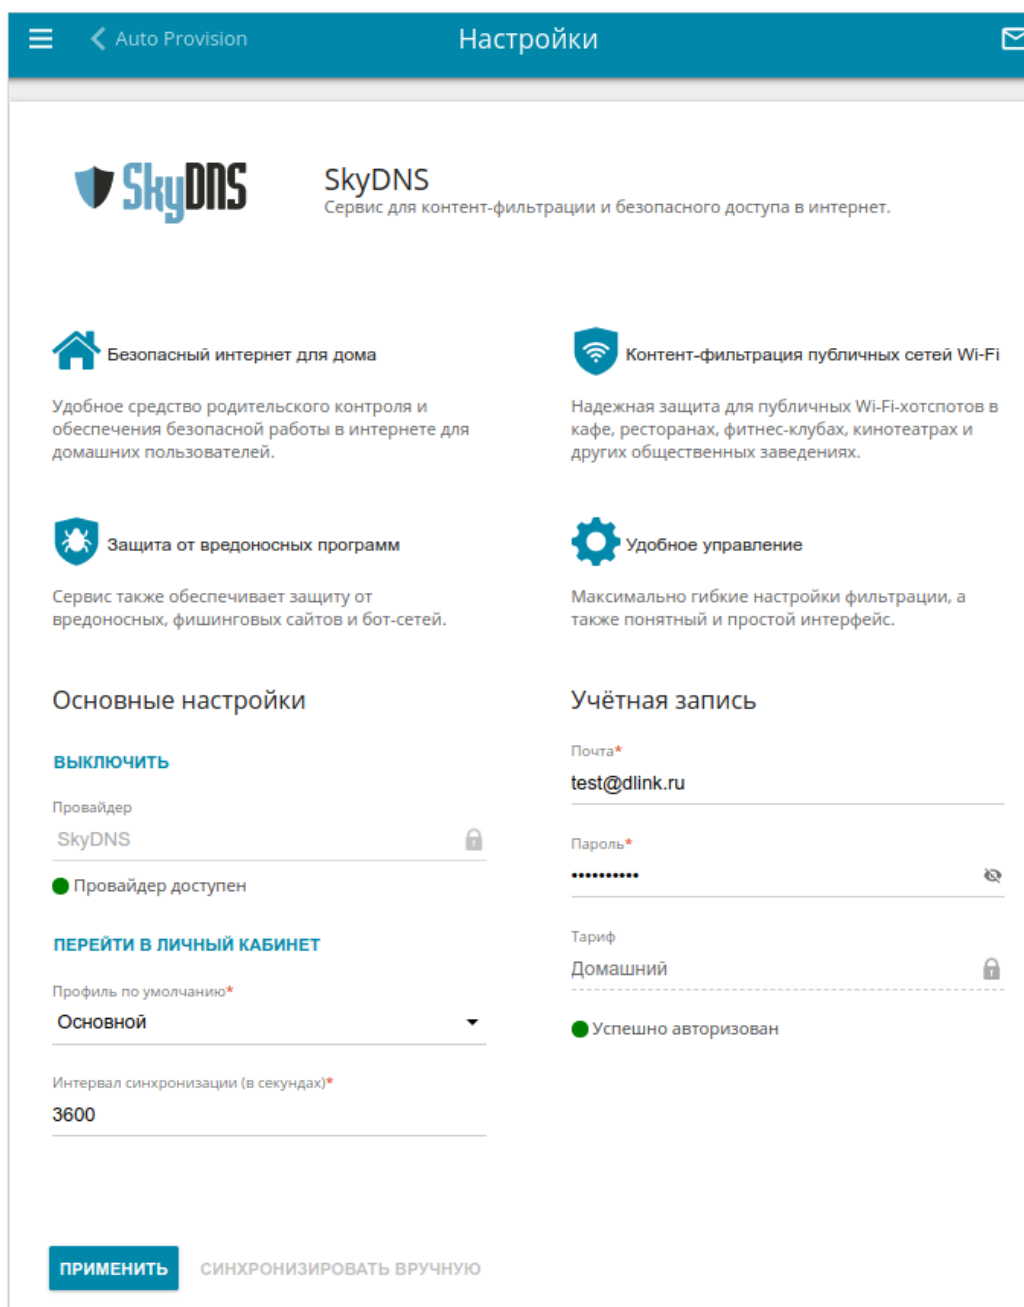 Auto Provision
Настройки
SkyDNS
SkyDNS
Сервис для контент-фильтрации и безопасного доступа в интернет.
Безопасный интернет для дома
Удобное средство родительского контроля и
обеспечения безопасной работы в интернете для
домашних пользователей.
Контент-фильтрация публичных сетей Wi-Fi
Надежная защита для публичных Wi-Fi-хотспотов в
кафе, ресторанах, фитнес-клубах, кинотеатрах и
других общественных заведениях.
Защита от вредоносных программ
Сервис также обеспечивает защиту от
вредоносных, фишинговых сайтов и бот-сетей.
Удобное управление
Максимально гибкие настройки фильтрации, а
также понятный и простой интерфейс.
Основные настройки
ВЫКЛЮЧИТЬ
Провайдер
SkyDNS
Провайдер доступен
ПЕРЕЙТИ В ЛИЧНЫЙ КАБИНЕТ
Профиль по умолчанию*
Основной
Интервал синхронизации (в секундах)*
3600
Учётная запись
Почта*
test@dlink.ru
Пароль*
••••••••••
Тариф
Домашний
Успешно авторизован
ПРИМЕНИТЬ
СИНХРОНИЗИРОВАТЬ ВРУЧНУЮ